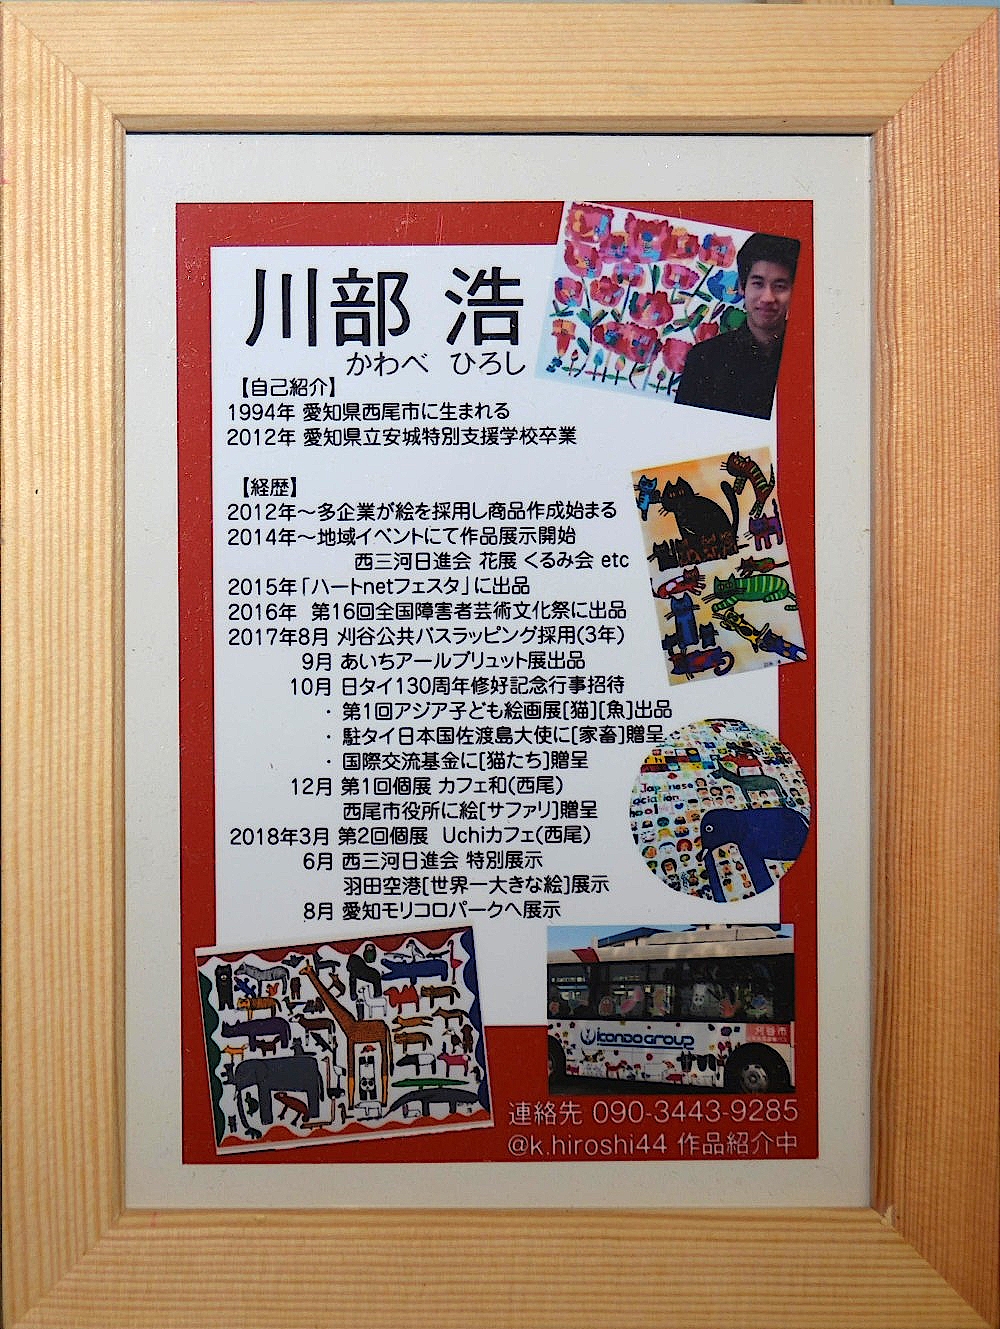 川部 浩
かわべ ひろし
【自己紹介】
1994年 愛知県西尾市に生まれる
2012年 愛知県立安城特別支援学校卒業
【経歴】
2012年～多企業が絵を採用し商品作成始まる
2014年～地域イベントにて作品展示開始
西三河日進会 花展 くるみ会 etc
2015年「ハートnetフェスタ」に出品
2016年 第16回全国障害者芸術文化祭に出品
2017年8月 刈谷公共バスラッピング採用(3年)
9月 あいちアールブリュット展出品
10月 日タイ130周年修好記念行事招待
・ 第1回アジア子ども絵画展[猫][魚]出品
・ 駐タイ日本国佐渡島大使に[家畜]贈呈
・ 国際交流基金に[猫たち]贈呈
12月 第1回個展 カフェ和(西尾)
西尾市役所に絵[サファリ]贈呈
2018年3月 第2回個展 Uchiカフェ(西尾)
6月 西三河日進会 特別展示
羽田空港[世界一大きな絵]展示
8月 愛知モリコロパークへ展示
Japanese
ociation
hool
刈谷市
ICONDO GROUP
連絡先 090-3443-9285
@k.hiroshi44 作品紹介中